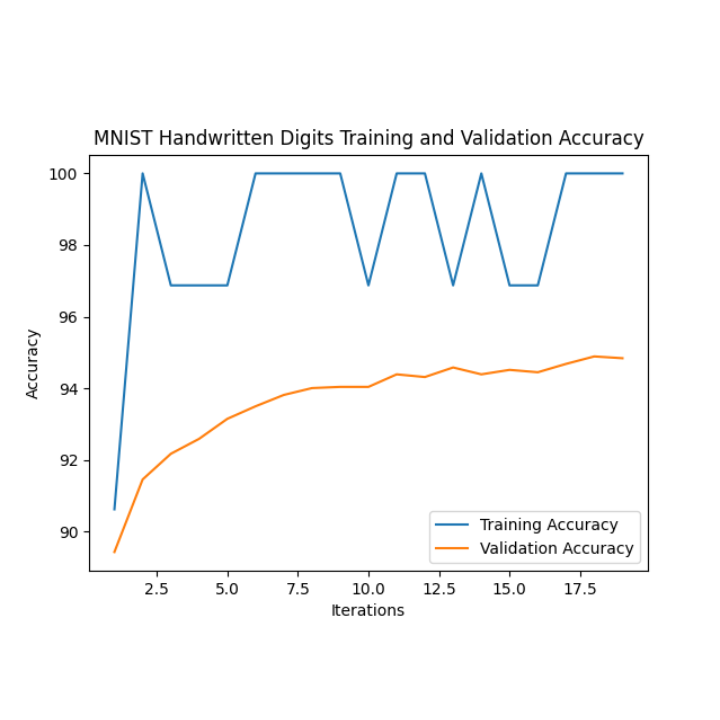 MNIST Handwritten Digits Training and Validation Accuracy
100
98
96
94
92
90
Accuracy
Training Accuracy
Validation Accuracy
2.5 5.0 7.5 10.0 12.5 15.0 17.5
Iterations